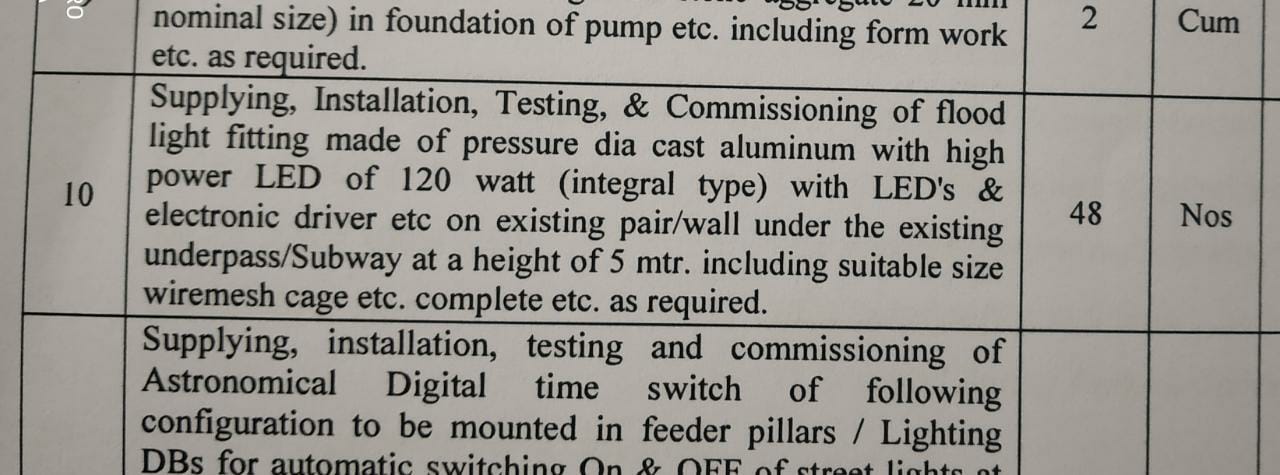 nominal size) in foundation of pump etc. including form work
etc. as required.
2
Cum
10
Supplying, Installation, Testing, & Commissioning of flood
light fitting made of pressure dia cast aluminum with high
power LED of 120 watt (integral type) with LED's &
electronic driver etc on existing pair/wall under the existing
underpass/Subway at a height of 5 mtr. including suitable size
wiremesh cage etc. complete etc. as required.
48
Nos
Supplying, installation, testing and commissioning of
Astronomical Digital time switch of following
configuration to be mounted in feeder pillars / Lighting
DBs for automatic switching On & OFF of street lights at